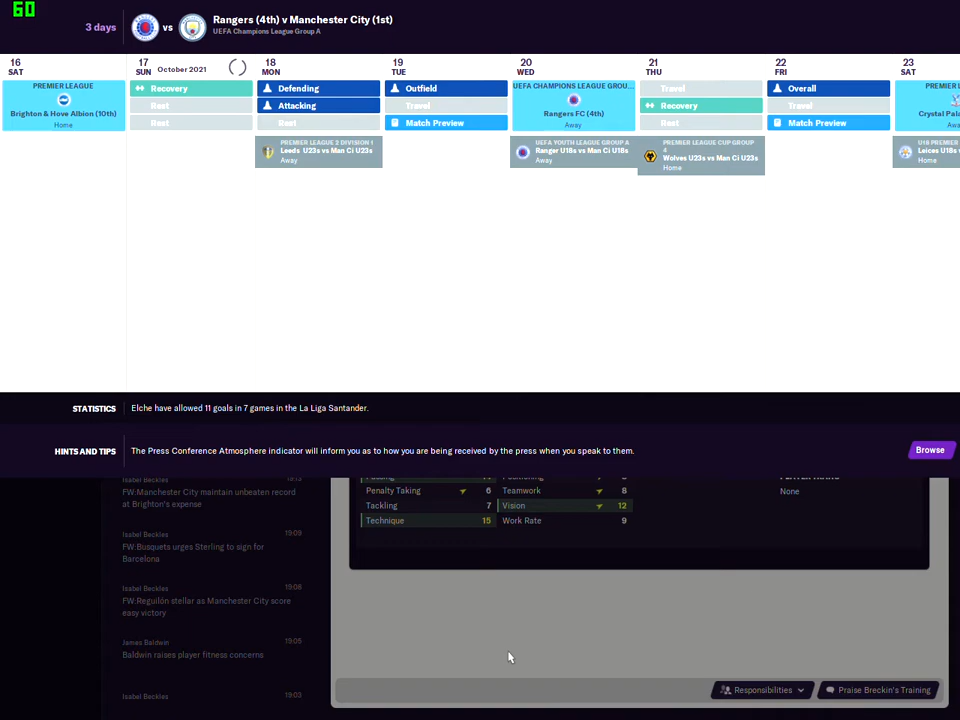 60
3 days
vs
Rangers (4th) v Manchester City (1st)
UEFA Champions League Group A
16
SAT
17
SUN
October 2021
18
MON
19
TUE
20
WED
21
THU
22
FRI
23
SAT
PREMIER LEAGUE
Brighton & Hove Albion (10th)
Home
Recovery
Rest
Rest
Defending
Attacking
Rest
Outfield
Travel
Match Preview
UEFA CHAMPIONS LEAGUE GROU...
Rangers FC (4th)
Away
Travel
Recovery
Rest
Overall
Travel
Match Preview
PREMIER L
Crystal Pala
Away
PREMIER LEAGUE 2 DIVISION 1
Leeds U23s vs Man Ci U23s
Away
UEFA YOUTH LEAGUE GROUP A
Ranger U18s vs Man Ci U18s
Away
PREMIER LEAGUE CUP GROUP
4
Wolves U23s vs Man Ci U23s
Home
U18 PREMIER
Leices U18s v
Home
STATISTICS
Elche have allowed 11 goals in 7 games in the La Liga Santander.
HINTS AND TIPS
The Press Conference Atmosphere indicator will inform you as to how you are being received by the press when you speak to them.
Browse
Isabel Beckles
FW:Manchester City maintain unbeaten record
at Brighton's expense
Isabel Beckles 19:09
FW:Busquets urges Sterling to sign for
Barcelona
Isabel Beckles 19:08
FW:Reguilón stellar as Manchester City score
easy victory
James Baldwin 19:05
Baldwin raises player fitness concerns
Isabel Beckles 19:03
Penalty Taking 6
Tackling 7
Technique 15
Teamwork 8
Vision 12
Work Rate 9
None
Responsibilities
Praise Breckin's Training